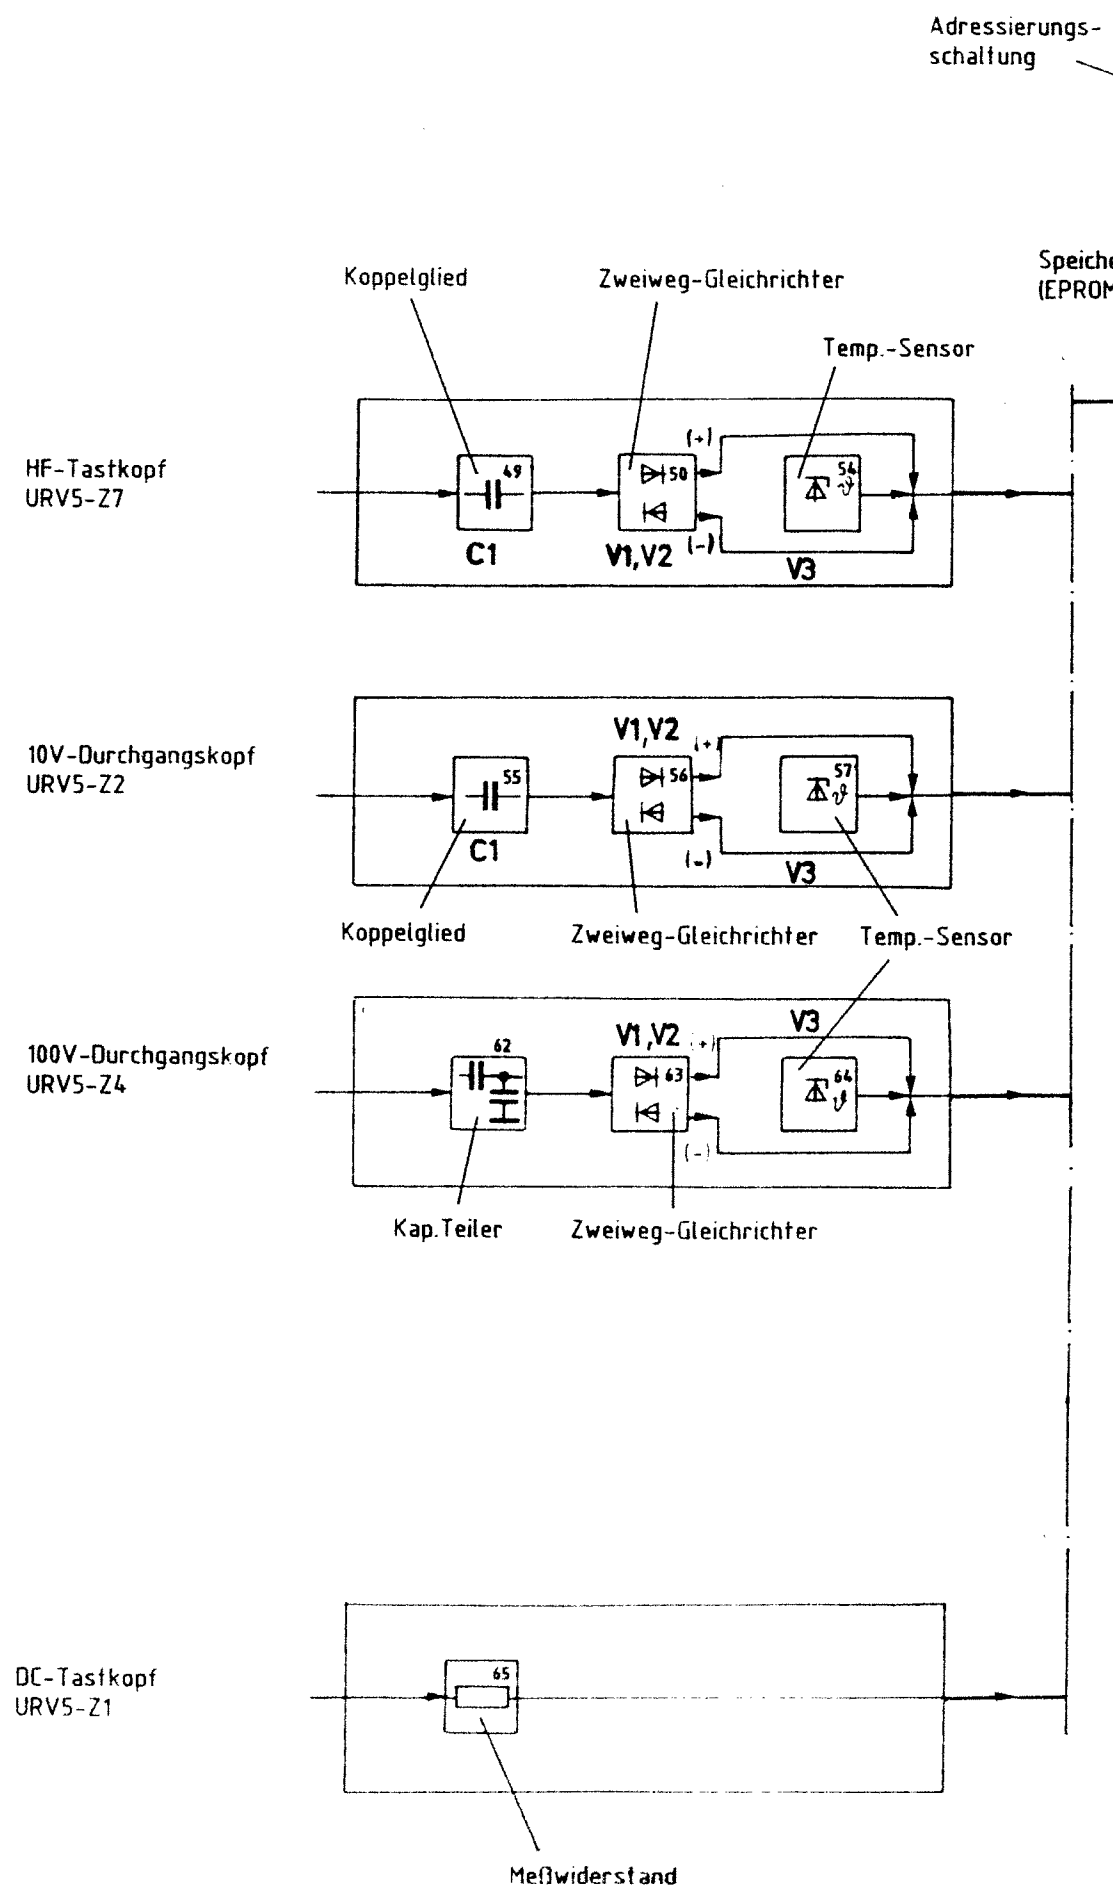 Adressierungs-
schaltung
Koppelglied
Zweiweg-Gleichrichter
Speiche
(EPROM
Temp.-Sensor
HF-Tastkopf
URV5-Z7
49
50
54
ϑ
(+)
(-)
C1
V1,V2
V3
10V-Durchgangskopf
URV5-Z2
V1,V2
(+)
55
56
57
ϑ
C1
(-)
V3
Koppelglied
Zweiweg-Gleichrichter
Temp.-Sensor
100V-Durchgangskopf
URV5-Z4
V1,V2
(+)
V3
62
63
64
ϑ
(-)
Kap.Teiler
Zweiweg-Gleichrichter
DC-Tastkopf
URV5-Z1
65
Meßwiderstand